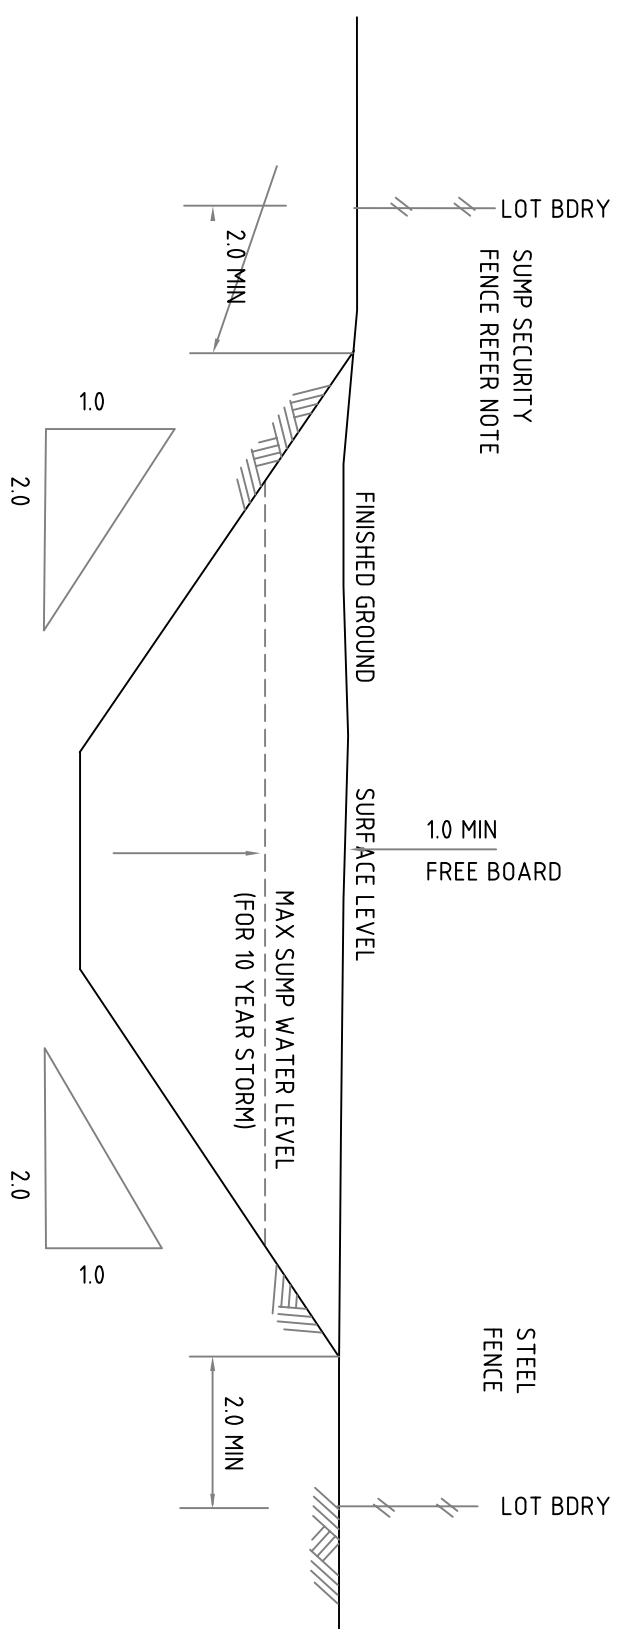 LOT BDRY
2.0 MIN
SUMP SECURITY
FENCE REFER NOTE
1.0
2.0
FINISHED GROUND
SURFACE LEVEL
1.0 MIN
FREE BOARD
MAX SUMP WATER LEVEL
(FOR 10 YEAR STORM)
2.0
1.0
STEEL
FENCE
2.0 MIN
LOT BDRY